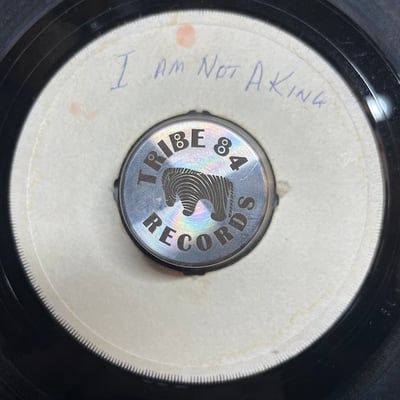 I AM NOT A KING
TRIBE 84
RECORDS